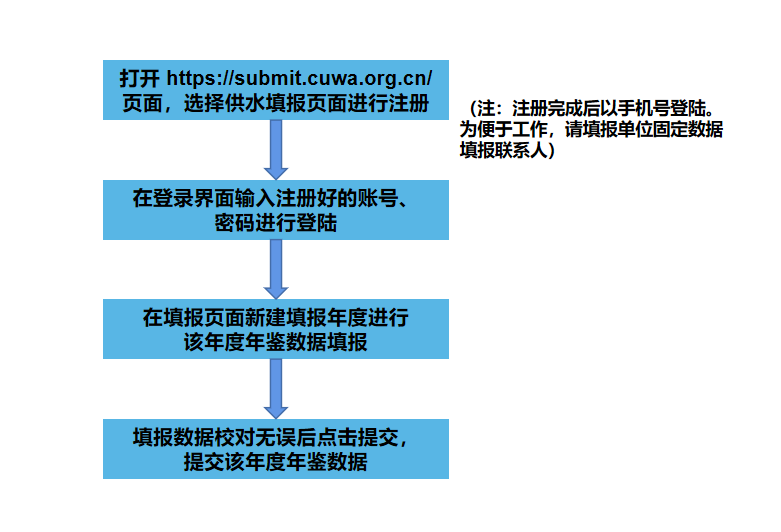 打开 https://submit.cuwa.org.cn/
页面，选择供水填报页面进行注册
（注：注册完成后以手机号登陆。
为便于工作，请填报单位固定数据
填报联系人）
在登录界面输入注册好的账号、
密码进行登陆
在填报页面新建填报年度进行
该年度年鉴数据填报
填报数据校对无误后点击提交，
提交该年度年鉴数据